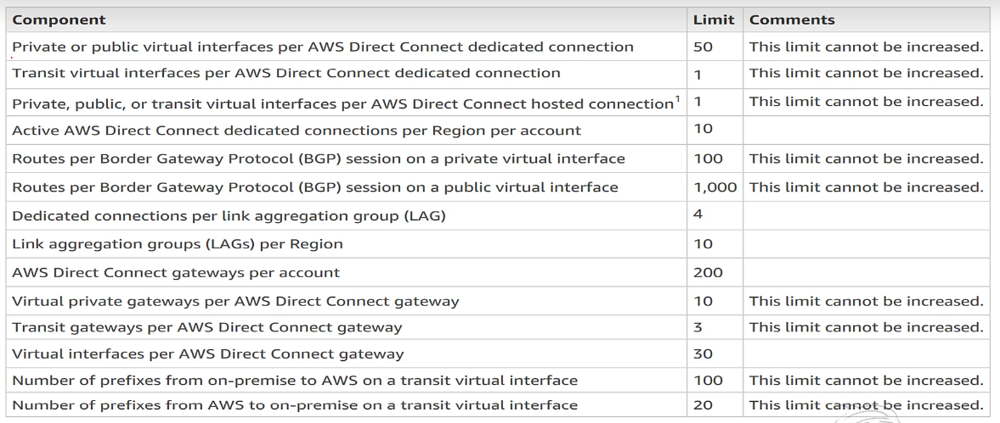 Component Limit Comments
Private or public virtual interfaces per AWS Direct Connect dedicated connection 50 This limit cannot be increased.
Transit virtual interfaces per AWS Direct Connect dedicated connection 1 This limit cannot be increased.
Private, public, or transit virtual interfaces per AWS Direct Connect hosted connection¹ 1 This limit cannot be increased.
Active AWS Direct Connect dedicated connections per Region per account 10
Routes per Border Gateway Protocol (BGP) session on a private virtual interface 100 This limit cannot be increased.
Routes per Border Gateway Protocol (BGP) session on a public virtual interface 1,000 This limit cannot be increased.
Dedicated connections per link aggregation group (LAG) 4
Link aggregation groups (LAGs) per Region 10
AWS Direct Connect gateways per account 200
Virtual private gateways per AWS Direct Connect gateway 10 This limit cannot be increased.
Transit gateways per AWS Direct Connect gateway 3 This limit cannot be increased.
Virtual interfaces per AWS Direct Connect gateway 30
Number of prefixes from on-premise to AWS on a transit virtual interface 100 This limit cannot be increased.
Number of prefixes from AWS to on-premise on a transit virtual interface 20 This limit cannot be increased.